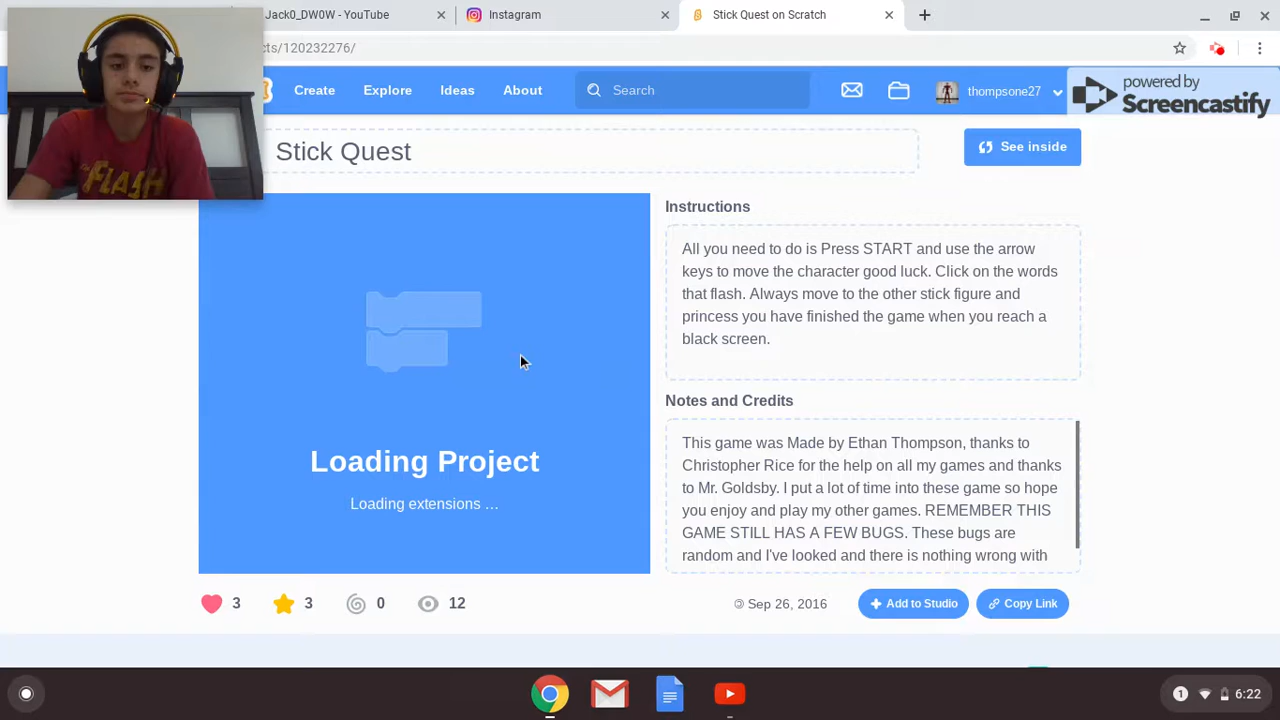 Jack0_DW0W - YouTube
Instagram
Stick Quest on Scratch
cts/120232276/
Create
Explore
Ideas
About
Search
thompsone27
powered by
Screencastify
FLASH
Stick Quest
See inside
Instructions
All you need to do is Press START and use the arrow
keys to move the character good luck. Click on the words
that flash. Always move to the other stick figure and
princess you have finished the game when you reach a
black screen.
Loading Project
Loading extensions …
Notes and Credits
This game was Made by Ethan Thompson, thanks to
Christopher Rice for the help on all my games and thanks
to Mr. Goldsby. I put a lot of time into these game so hope
you enjoy and play my other games. REMEMBER THIS
GAME STILL HAS A FEW BUGS. These bugs are
random and I've looked and there is nothing wrong with
3
3
0
12
Sep 26, 2016
Add to Studio
Copy Link
1
6:22